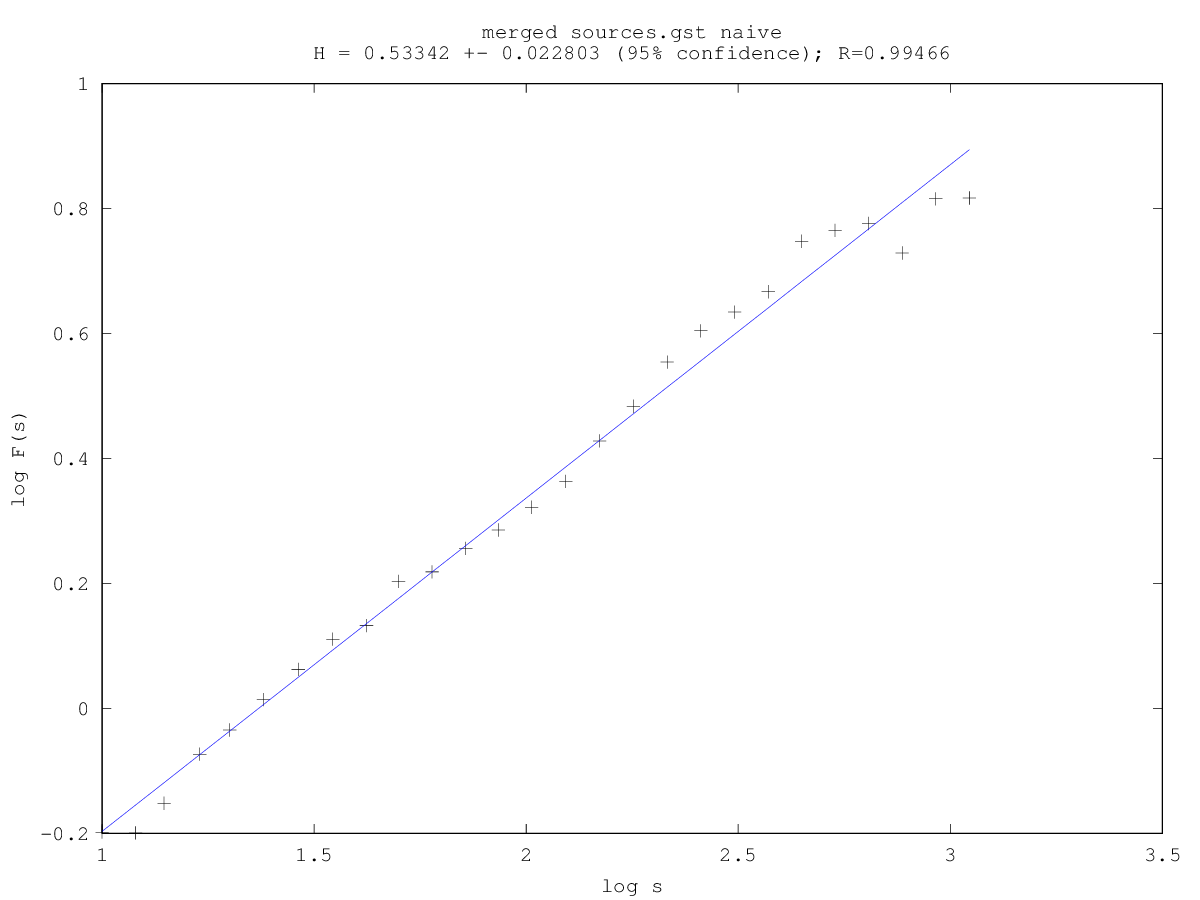 merged sources.gst naive
H = 0.53342 +- 0.022803 (95% confidence); R=0.99466
1
0.8
0.6
0.4
0.2
0
-0.2
log F(s)
1 1.5 2 2.5 3 3.5
log s